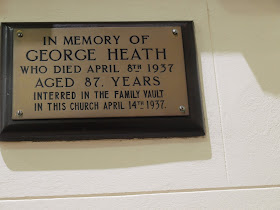 IN MEMORY OF
GEORGE HEATH
WHO DIED APRIL 8TH 1937
AGED 87. YEARS
INTERRED IN THE FAMILY VAULT
IN THIS CHURCH APRIL 14TH 1937.